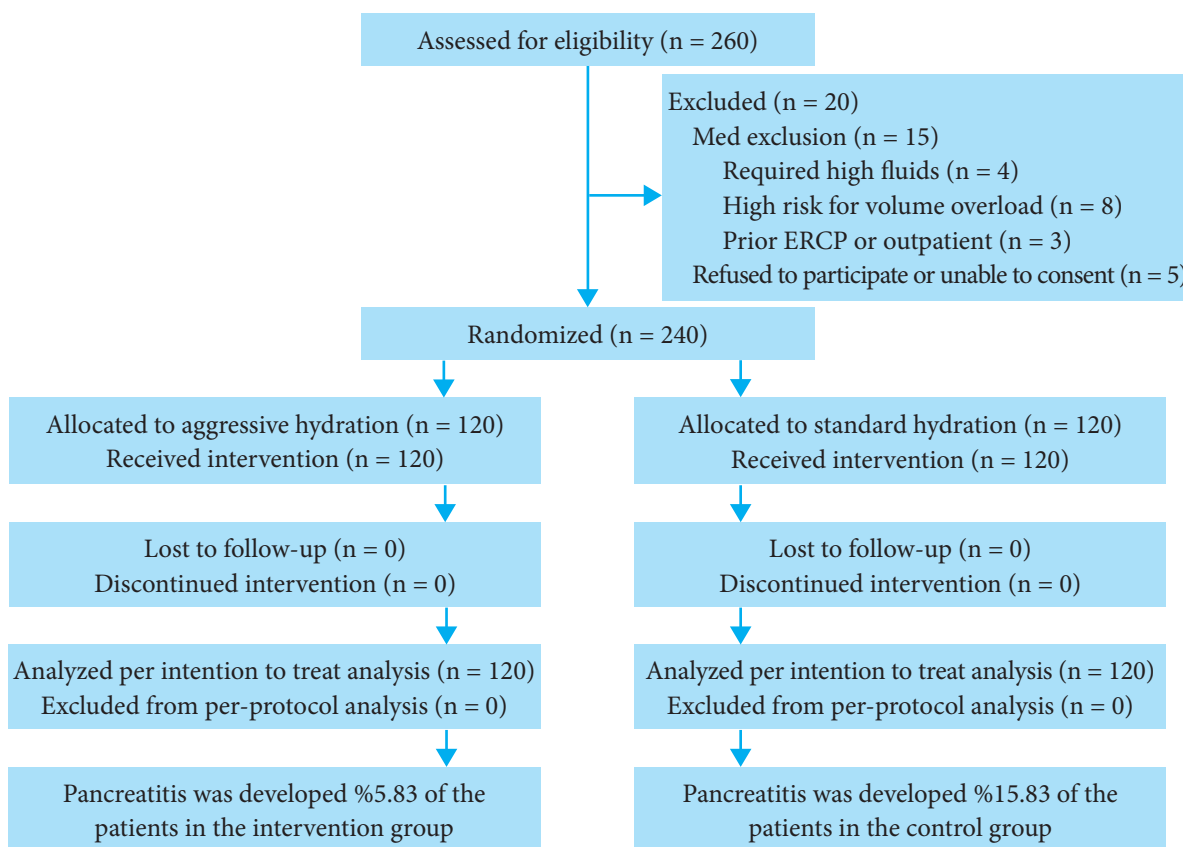 Assessed for eligibility (n = 260)
Excluded (n = 20)
Med exclusion (n = 15)
Required high fluids (n = 4)
High risk for volume overload (n = 8)
Prior ERCP or outpatient (n = 3)
Refused to participate or unable to consent (n = 5)
Randomized (n = 240)
Allocated to aggressive hydration (n = 120)
Received intervention (n = 120)
Allocated to standard hydration (n = 120)
Received intervention (n = 120)
Lost to follow-up (n = 0)
Discontinued intervention (n = 0)
Lost to follow-up (n = 0)
Discontinued intervention (n = 0)
Analyzed per intention to treat analysis (n = 120)
Excluded from per-protocol analysis (n = 0)
Analyzed per intention to treat analysis (n = 120)
Excluded from per-protocol analysis (n = 0)
Pancreatitis was developed %5.83 of the
patients in the intervention group
Pancreatitis was developed %15.83 of the
patients in the control group